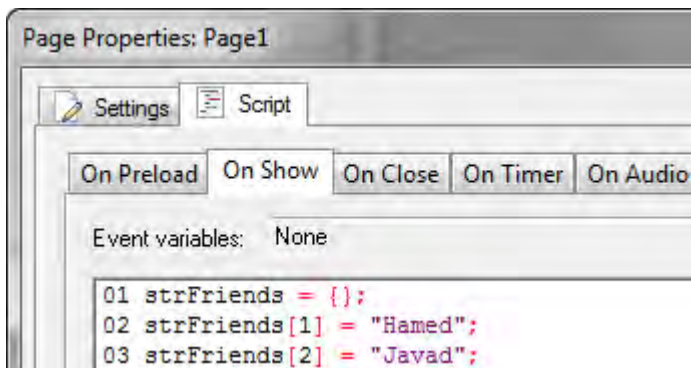 Page Properties: Page1
Settings Script
On Preload On Show On Close On Timer On Audio
Event variables: None
01 strFriends = {};
02 strFriends[1] = "Hamed";
03 strFriends[2] = "Javad";